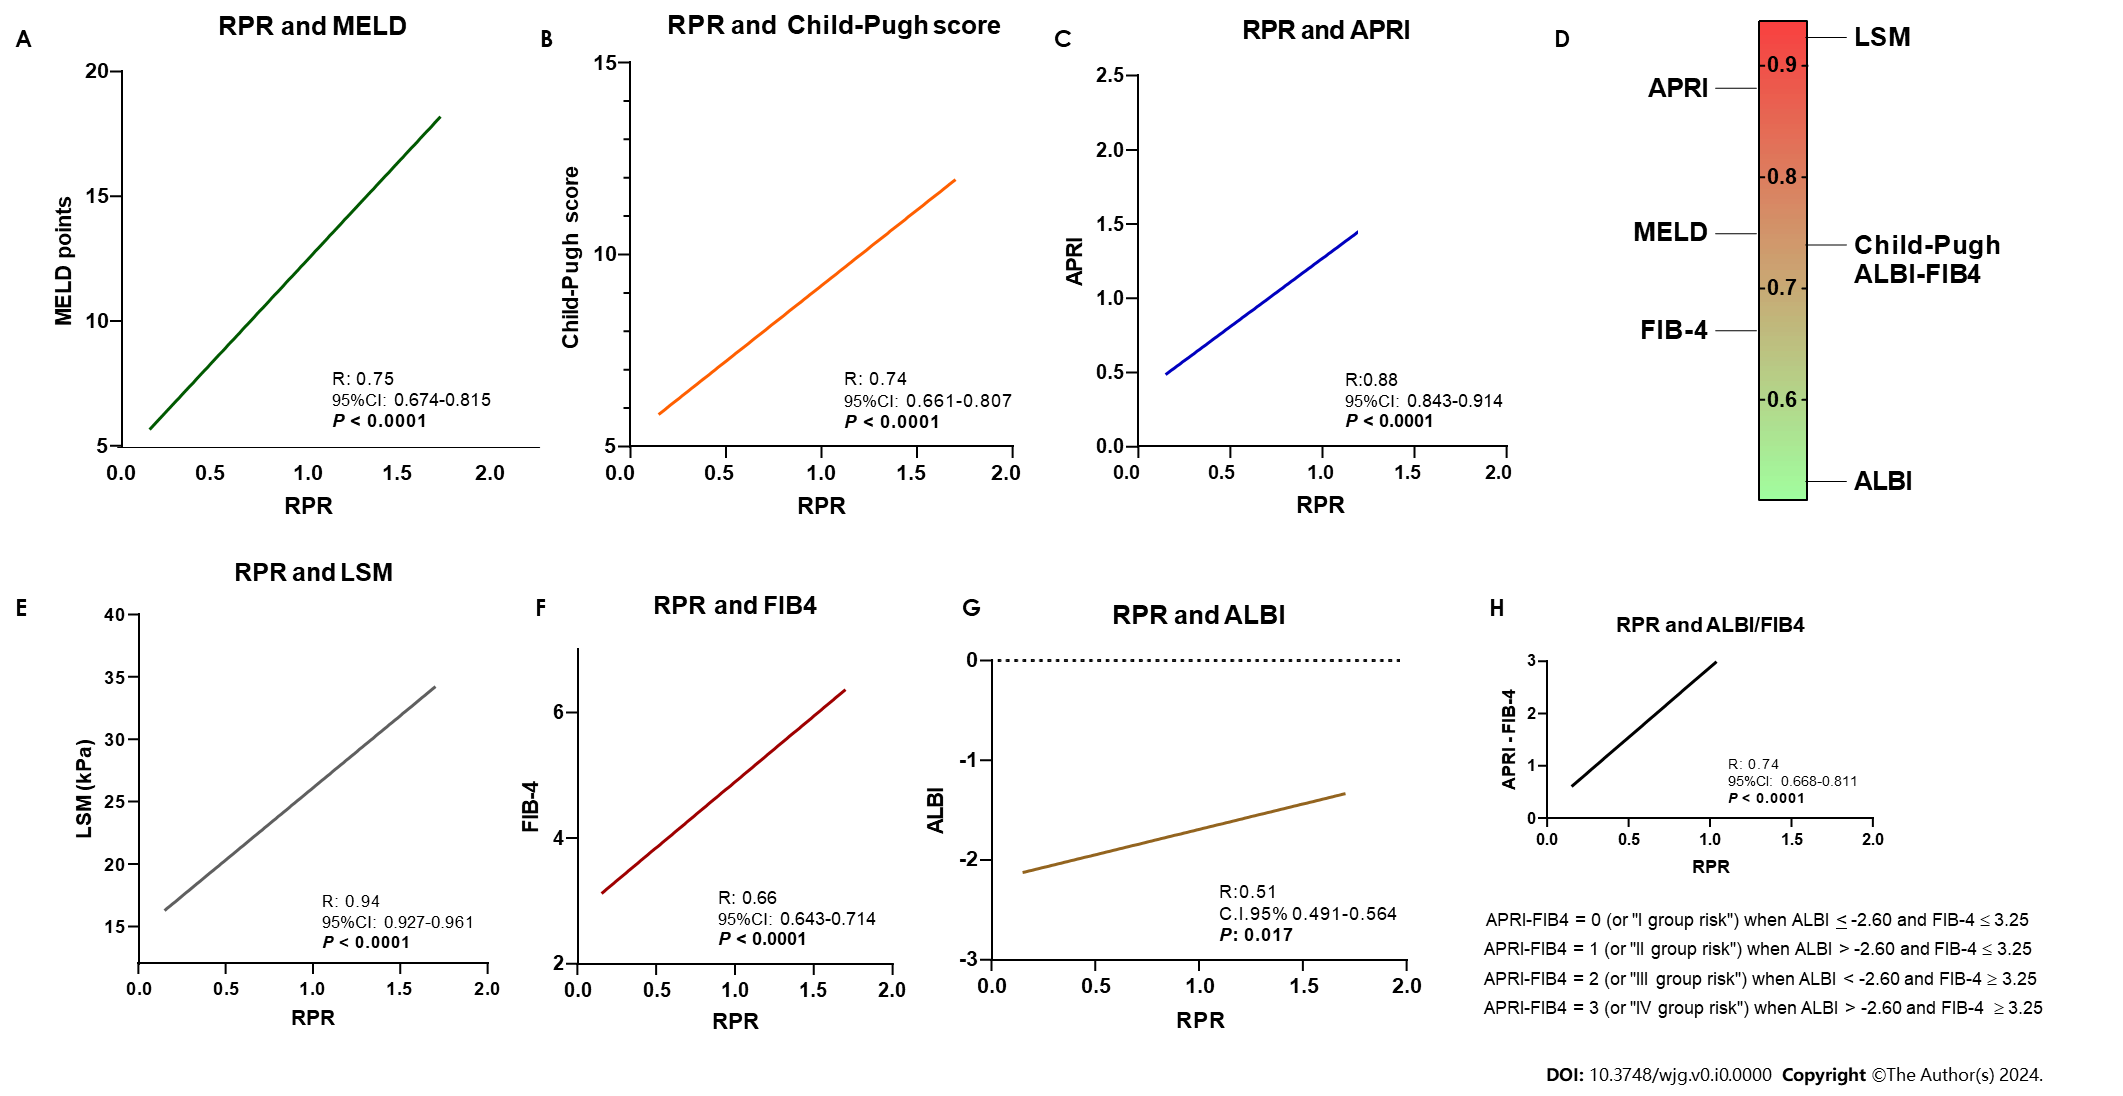 A
RPR and MELD
20
15
10
5
MELD points
R: 0.75
95%CI: 0.674-0.815
P < 0.0001
0.0 0.5 1.0 1.5 2.0
RPR
B
RPR and Child-Pugh score
15
10
5
Child-Pugh score
R: 0.74
95%CI: 0.661-0.807
P < 0.0001
0.0 0.5 1.0 1.5 2.0
RPR
C
RPR and APRI
2.5
2.0
1.5
1.0
0.5
0.0
APRI
R:0.88
95%CI: 0.843-0.914
P < 0.0001
0.0 0.5 1.0 1.5 2.0
RPR
D
LSM
0.9
APRI
0.8
MELD
Child-Pugh
ALBI-FIB4
0.7
FIB-4
0.6
ALBI
E
RPR and LSM
40
35
30
25
20
15
LSM (kPa)
R: 0.94
95%CI: 0.927-0.961
P < 0.0001
0.0 0.5 1.0 1.5 2.0
RPR
F
RPR and FIB4
6
4
2
FIB-4
R: 0.66
95%CI: 0.643-0.714
P < 0.0001
0.0 0.5 1.0 1.5 2.0
RPR
G
RPR and ALBI
0
-1
-2
-3
ALBI
R:0.51
C.I.95% 0.491-0.564
P: 0.017
0.0 0.5 1.0 1.5 2.0
RPR
H
RPR and ALBI/FIB4
3
2
1
0
APRI - FIB-4
R: 0.74
95%CI: 0.668-0.811
P < 0.0001
0.0 0.5 1.0 1.5 2.0
RPR
APRI-FIB4 = 0 (or "I group risk") when ALBI ≤ -2.60 and FIB-4 ≤ 3.25
APRI-FIB4 = 1 (or "II group risk") when ALBI > -2.60 and FIB-4 ≤ 3.25
APRI-FIB4 = 2 (or "III group risk") when ALBI < -2.60 and FIB-4 ≥ 3.25
APRI-FIB4 = 3 (or "IV group risk") when ALBI > -2.60 and FIB-4 ≥ 3.25
DOI: 10.3748/wjg.v0.i0.0000 Copyright ©The Author(s) 2024.